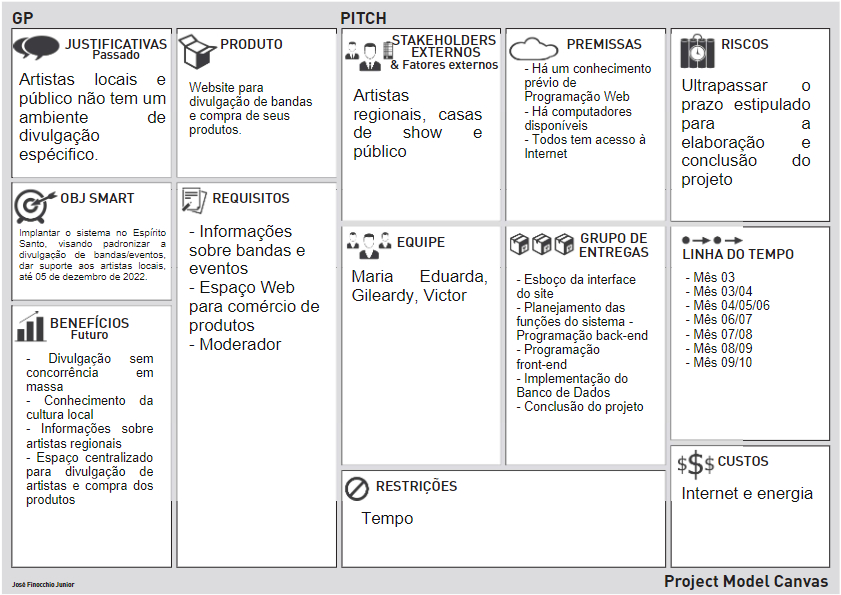 GP
PITCH
JUSTIFICATIVAS
Passado
Artistas locais e
público não tem um
ambiente de
divulgação
espécifico.
PRODUTO
Website para
divulgação de bandas
e compra de seus
produtos.
STAKEHOLDERS
EXTERNOS
& Fatores externos
Artistas
regionais, casas
de show e
público
PREMISSAS
- Há um conhecimento
prévio de
Programação Web
- Há computadores
disponíveis
- Todos tem acesso à
Internet
RISCOS
Ultrapassar o
prazo estipulado
para a
elaboração e
conclusão do
projeto
OBJ SMART
Implantar o sistema no Espírito
Santo, visando padronizar a
divulgação de bandas/eventos,
dar suporte aos artistas locais,
até 05 de dezembro de 2022.
REQUISITOS
- Informações
sobre bandas e
eventos
- Espaço Web
para comércio de
produtos
- Moderador
EQUIPE
Maria Eduarda,
Gileardy, Victor
GRUPO DE
ENTREGAS
- Esboço da interface
do site
- Planejamento das
funções do sistema -
Programação back-end
- Programação
front-end
- Implementação do
Banco de Dados
- Conclusão do projeto
LINHA DO TEMPO
- Mês 03
- Mês 03/04
- Mês 04/05/06
- Mês 06/07
- Mês 07/08
- Mês 08/09
- Mês 09/10
BENEFÍCIOS
Futuro
- Divulgação sem
concorrência em
massa
- Conhecimento da
cultura local
- Informações sobre
artistas regionais
- Espaço centralizado
para divulgação de
artistas e compra dos
produtos
RESTRIÇÕES
Tempo
$$$ CUSTOS
Internet e energia
José Finocchio Junior
Project Model Canvas